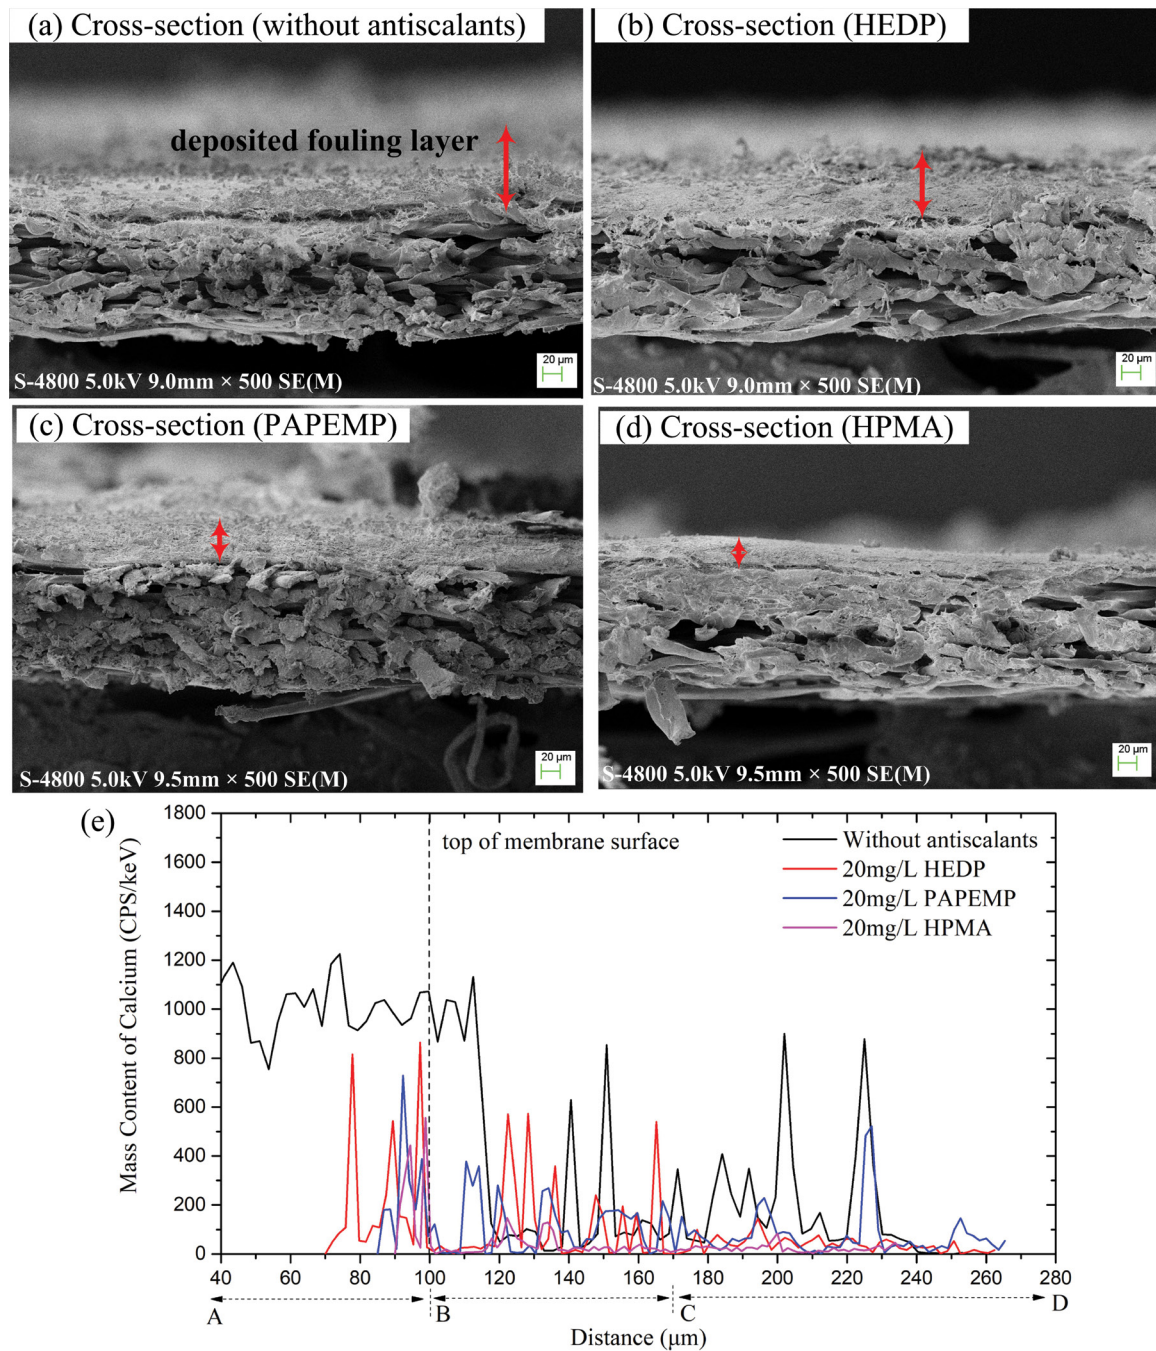 (a) Cross-section (without antiscalants)
deposited fouling layer
20 μm
S-4800 5.0kV 9.0mm × 500 SE(M)
(b) Cross-section (HEDP)
20 μm
S-4800 5.0kV 9.0mm × 500 SE(M)
(c) Cross-section (PAPEMP)
20 μm
S-4800 5.0kV 9.5mm × 500 SE(M)
(d) Cross-section (HPMA)
20 μm
S-4800 5.0kV 9.5mm × 500 SE(M)
(e)
Mass Content of Calcium (CPS/keV)
1800
1600
1400
1200
1000
800
600
400
200
0
top of membrane surface
Without antiscalants
20mg/L HEDP
20mg/L PAPEMP
20mg/L HPMA
40 60 80 100 120 140 160 180 200 220 240 260 280
A B C D
Distance (μm)